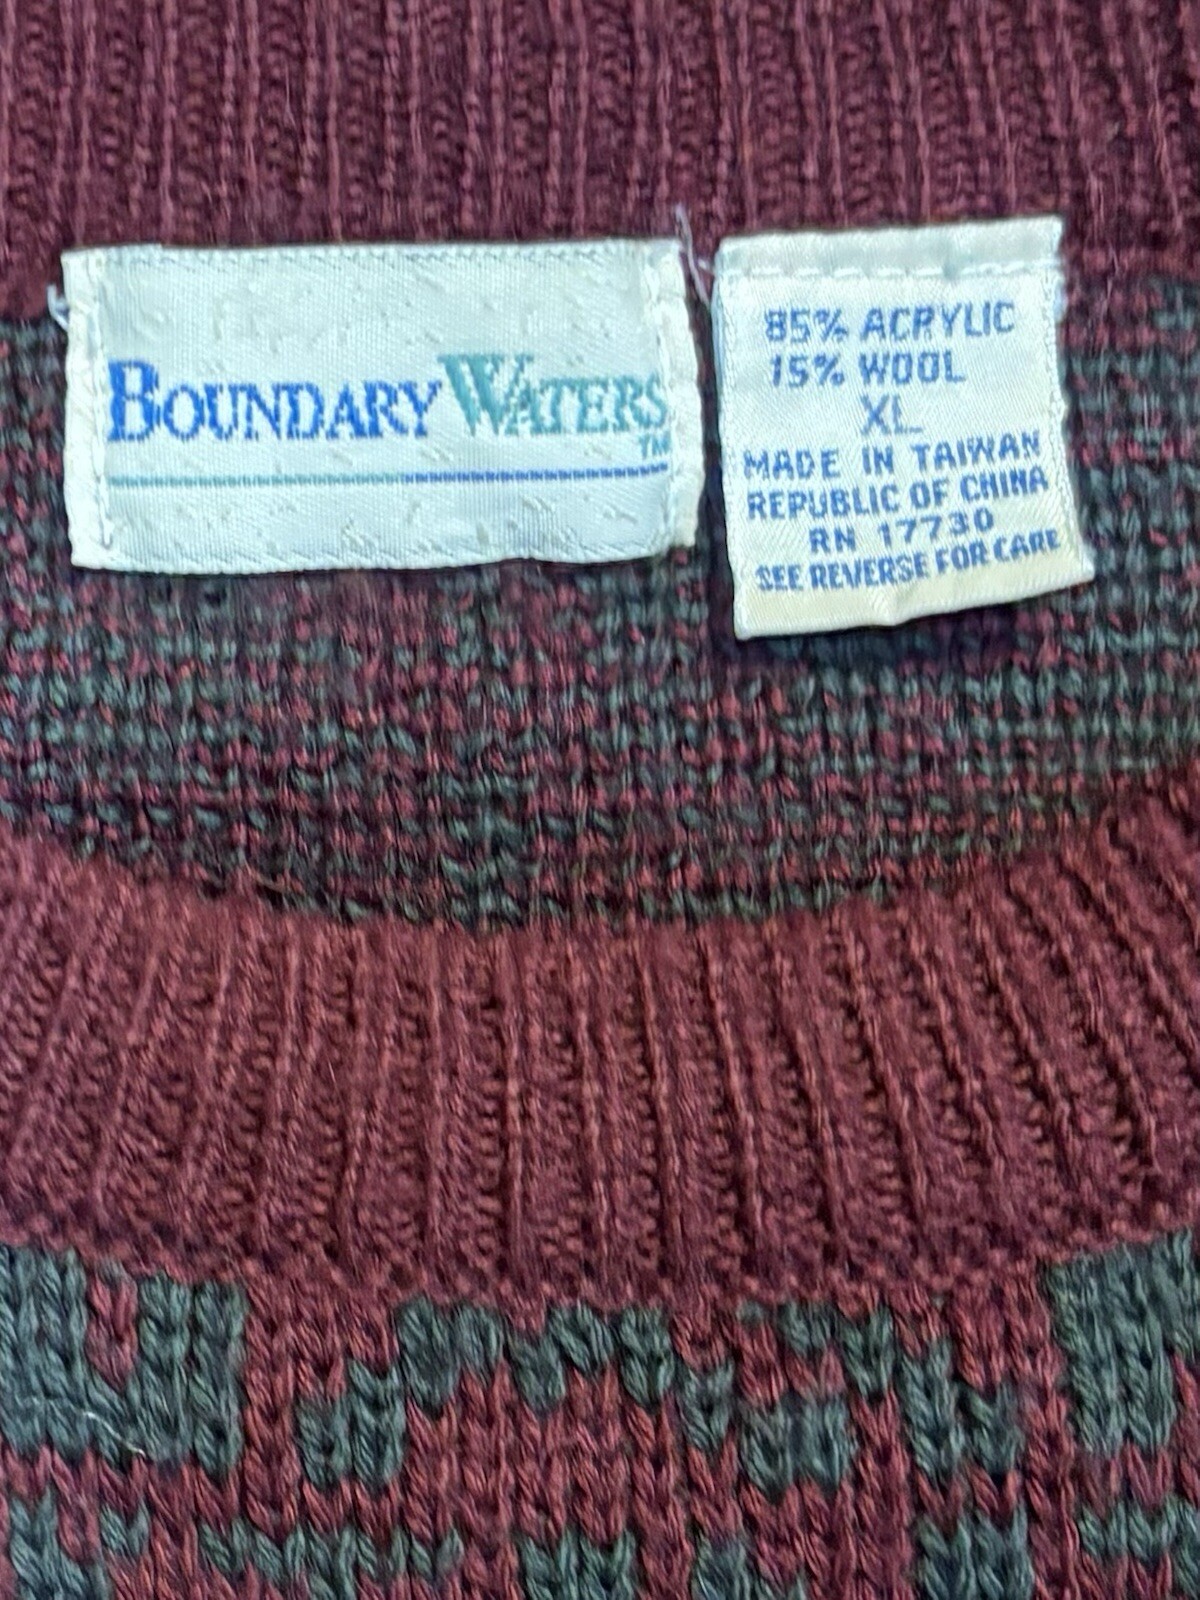 BOUNDARY WATERS
TM
85% ACRYLIC
15% WOOL
XL
MADE IN TAIWAN
REPUBLIC OF CHINA
RN 17730
SEE REVERSE FOR CARE